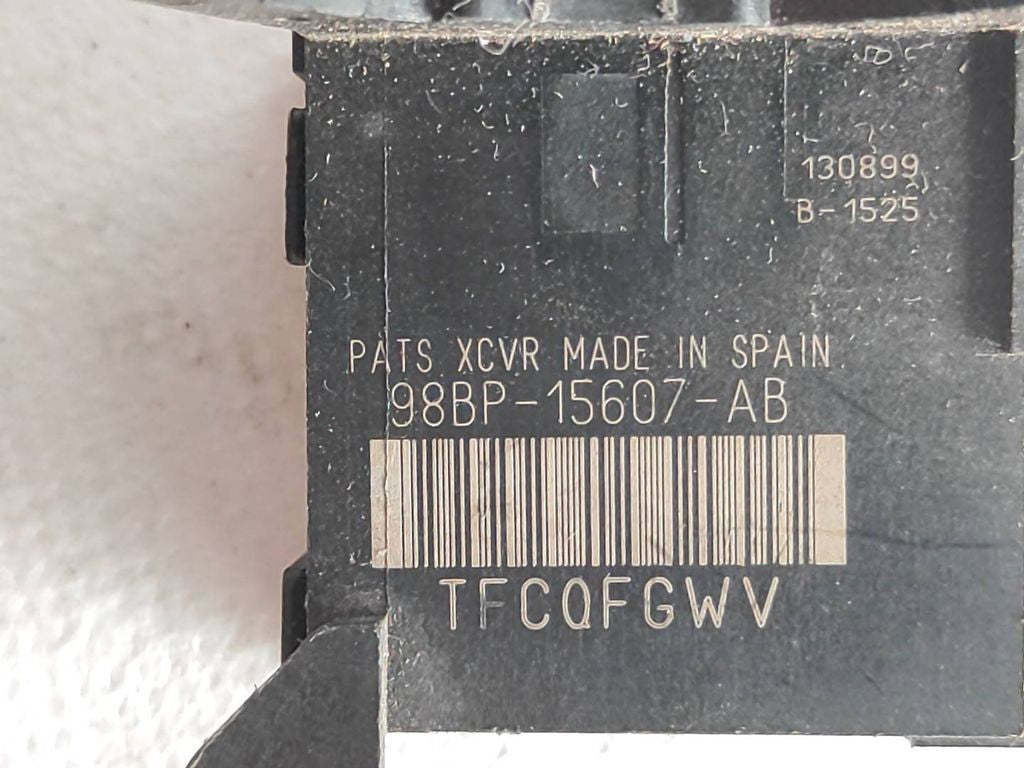 130899
B-1525
PATS XCVR MADE IN SPAIN
98BP-15607-AB
TFCQFGWV